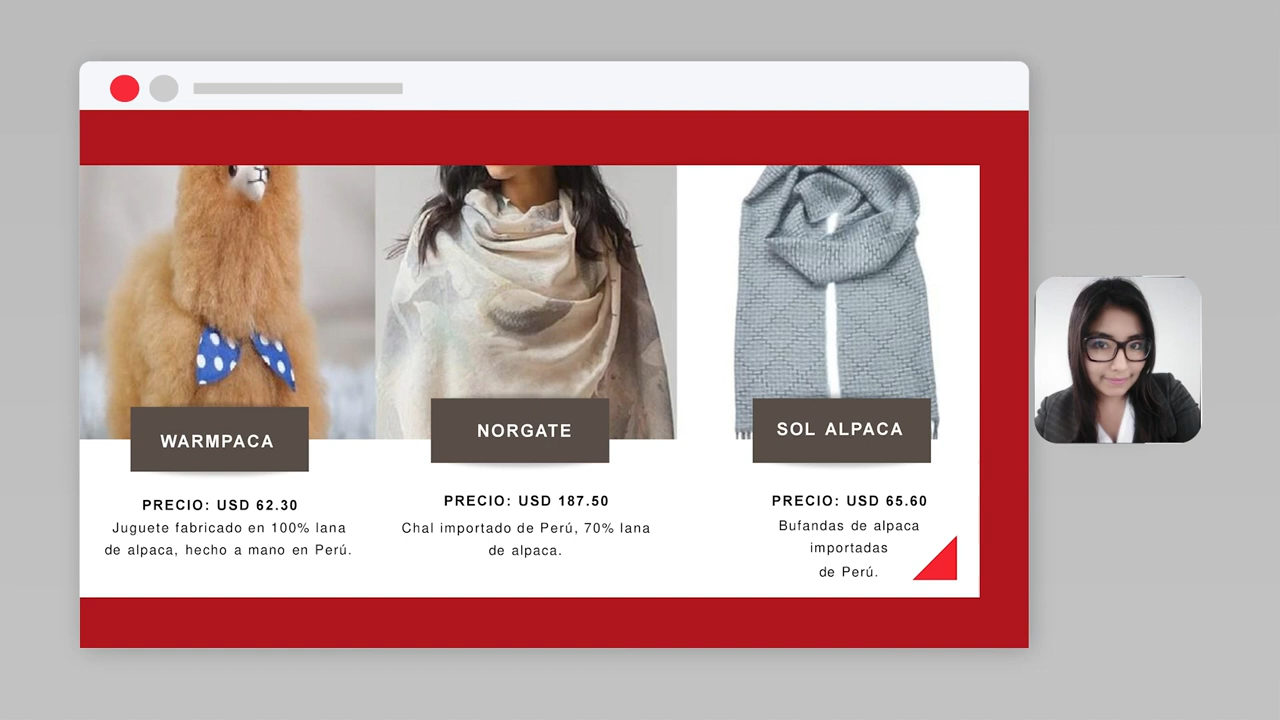 WARMPACA
PRECIO: USD 62.30
Juguete fabricado en 100% lana
de alpaca, hecho a mano en Perú.
NORGATE
PRECIO: USD 187.50
Chal importado de Perú, 70% lana
de alpaca.
SOL ALPACA
PRECIO: USD 65.60
Bufandas de alpaca
importadas
de Perú.